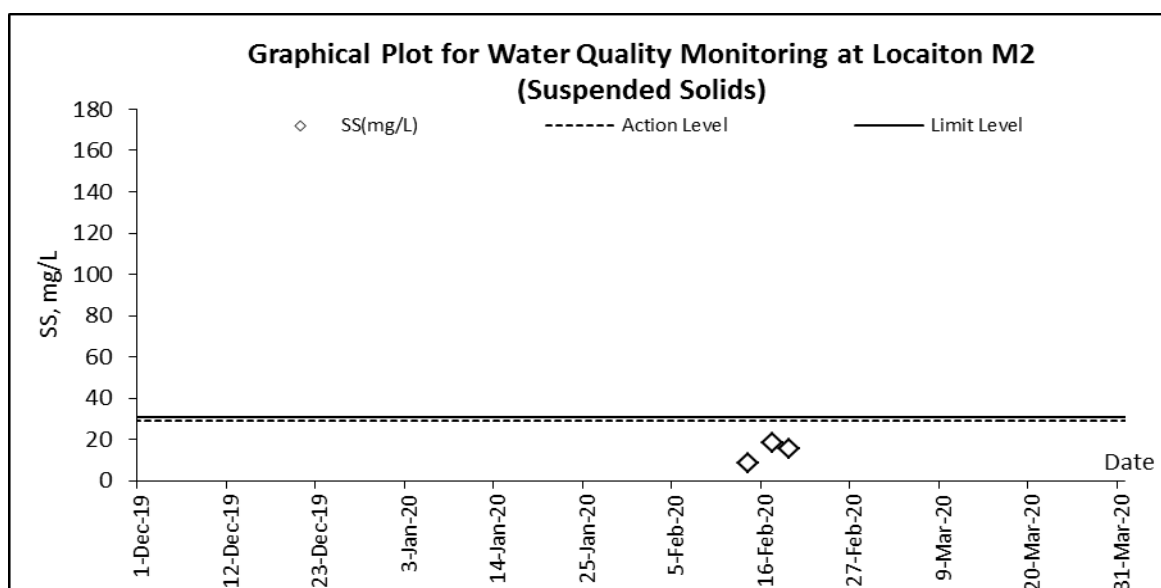 Graphical Plot for Water Quality Monitoring at Locaiton M2
(Suspended Solids)
SS(mg/L)
Action Level
Limit Level
SS, mg/L
180
160
140
120
100
80
60
40
20
0
Date
1-Dec-19
12-Dec-19
23-Dec-19
3-Jan-20
14-Jan-20
25-Jan-20
5-Feb-20
16-Feb-20
27-Feb-20
9-Mar-20
20-Mar-20
31-Mar-20